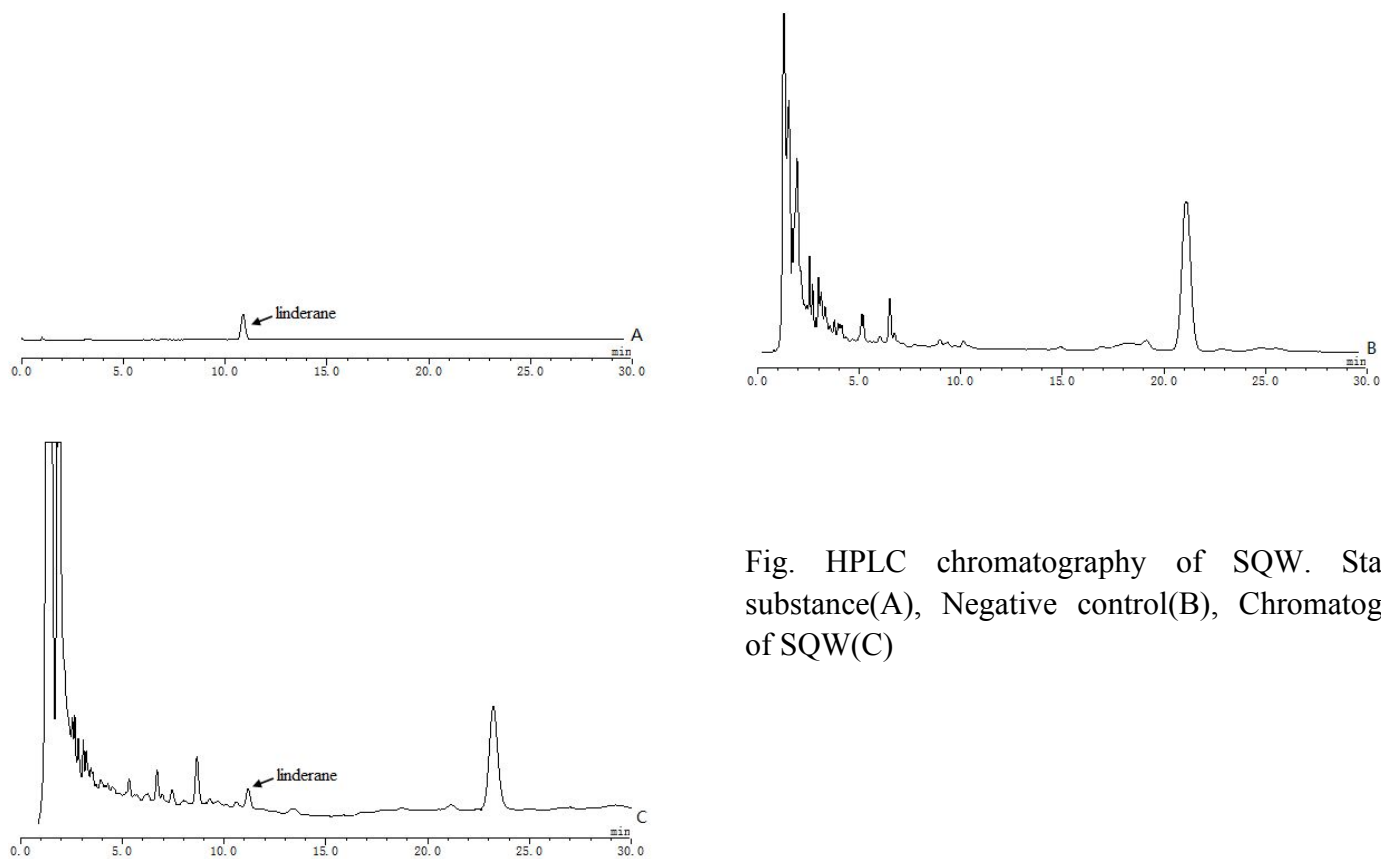 linderane
A
min
0.0 5.0 10.0 15.0 20.0 25.0 30.0
B
min
0.0 5.0 10.0 15.0 20.0 25.0 30.0
linderane
C
min
0.0 5.0 10.0 15.0 20.0 25.0 30.0
Fig. HPLC chromatography of SQW. Sta
substance(A), Negative control(B), Chromatog
of SQW(C)